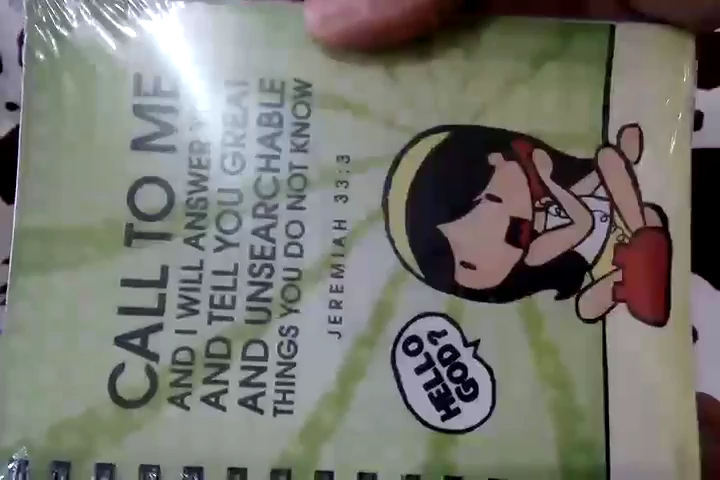 CALL TO ME
AND I WILL ANSWER
AND TELL YOU GREAT
AND UNSEARCHABLE
THINGS YOU DO NOT KNOW
JEREMIAH 33:3
HELLO
GOD?